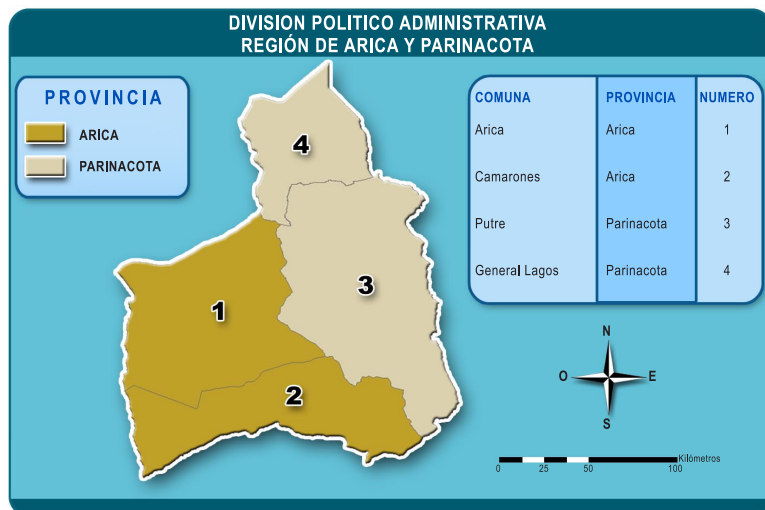 DIVISION POLITICO ADMINISTRATIVA
REGIÓN DE ARICA Y PARINACOTA
PROVINCIA
ARICA
PARINACOTA
COMUNA PROVINCIA NUMERO
Arica Arica 1
Camarones Arica 2
Putre Parinacota 3
General Lagos Parinacota 4
4
3
1
2
N
O E
S
Kilómetros
0 25 50 100